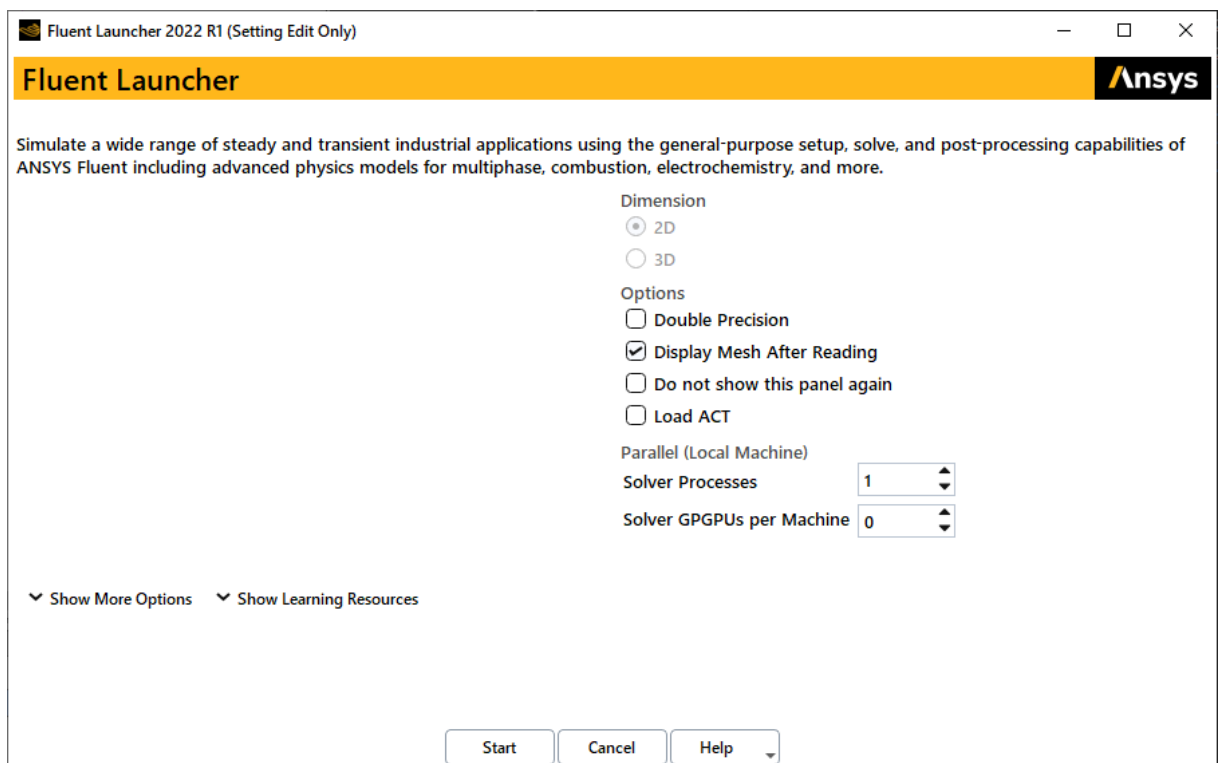 Fluent Launcher 2022 R1 (Setting Edit Only)
Fluent Launcher
Ansys
Simulate a wide range of steady and transient industrial applications using the general-purpose setup, solve, and post-processing capabilities of
ANSYS Fluent including advanced physics models for multiphase, combustion, electrochemistry, and more.
Dimension
2D
3D
Options
Double Precision
Display Mesh After Reading
Do not show this panel again
Load ACT
Parallel (Local Machine)
Solver Processes 1
Solver GPGPUs per Machine 0
Show More Options Show Learning Resources
Start Cancel Help